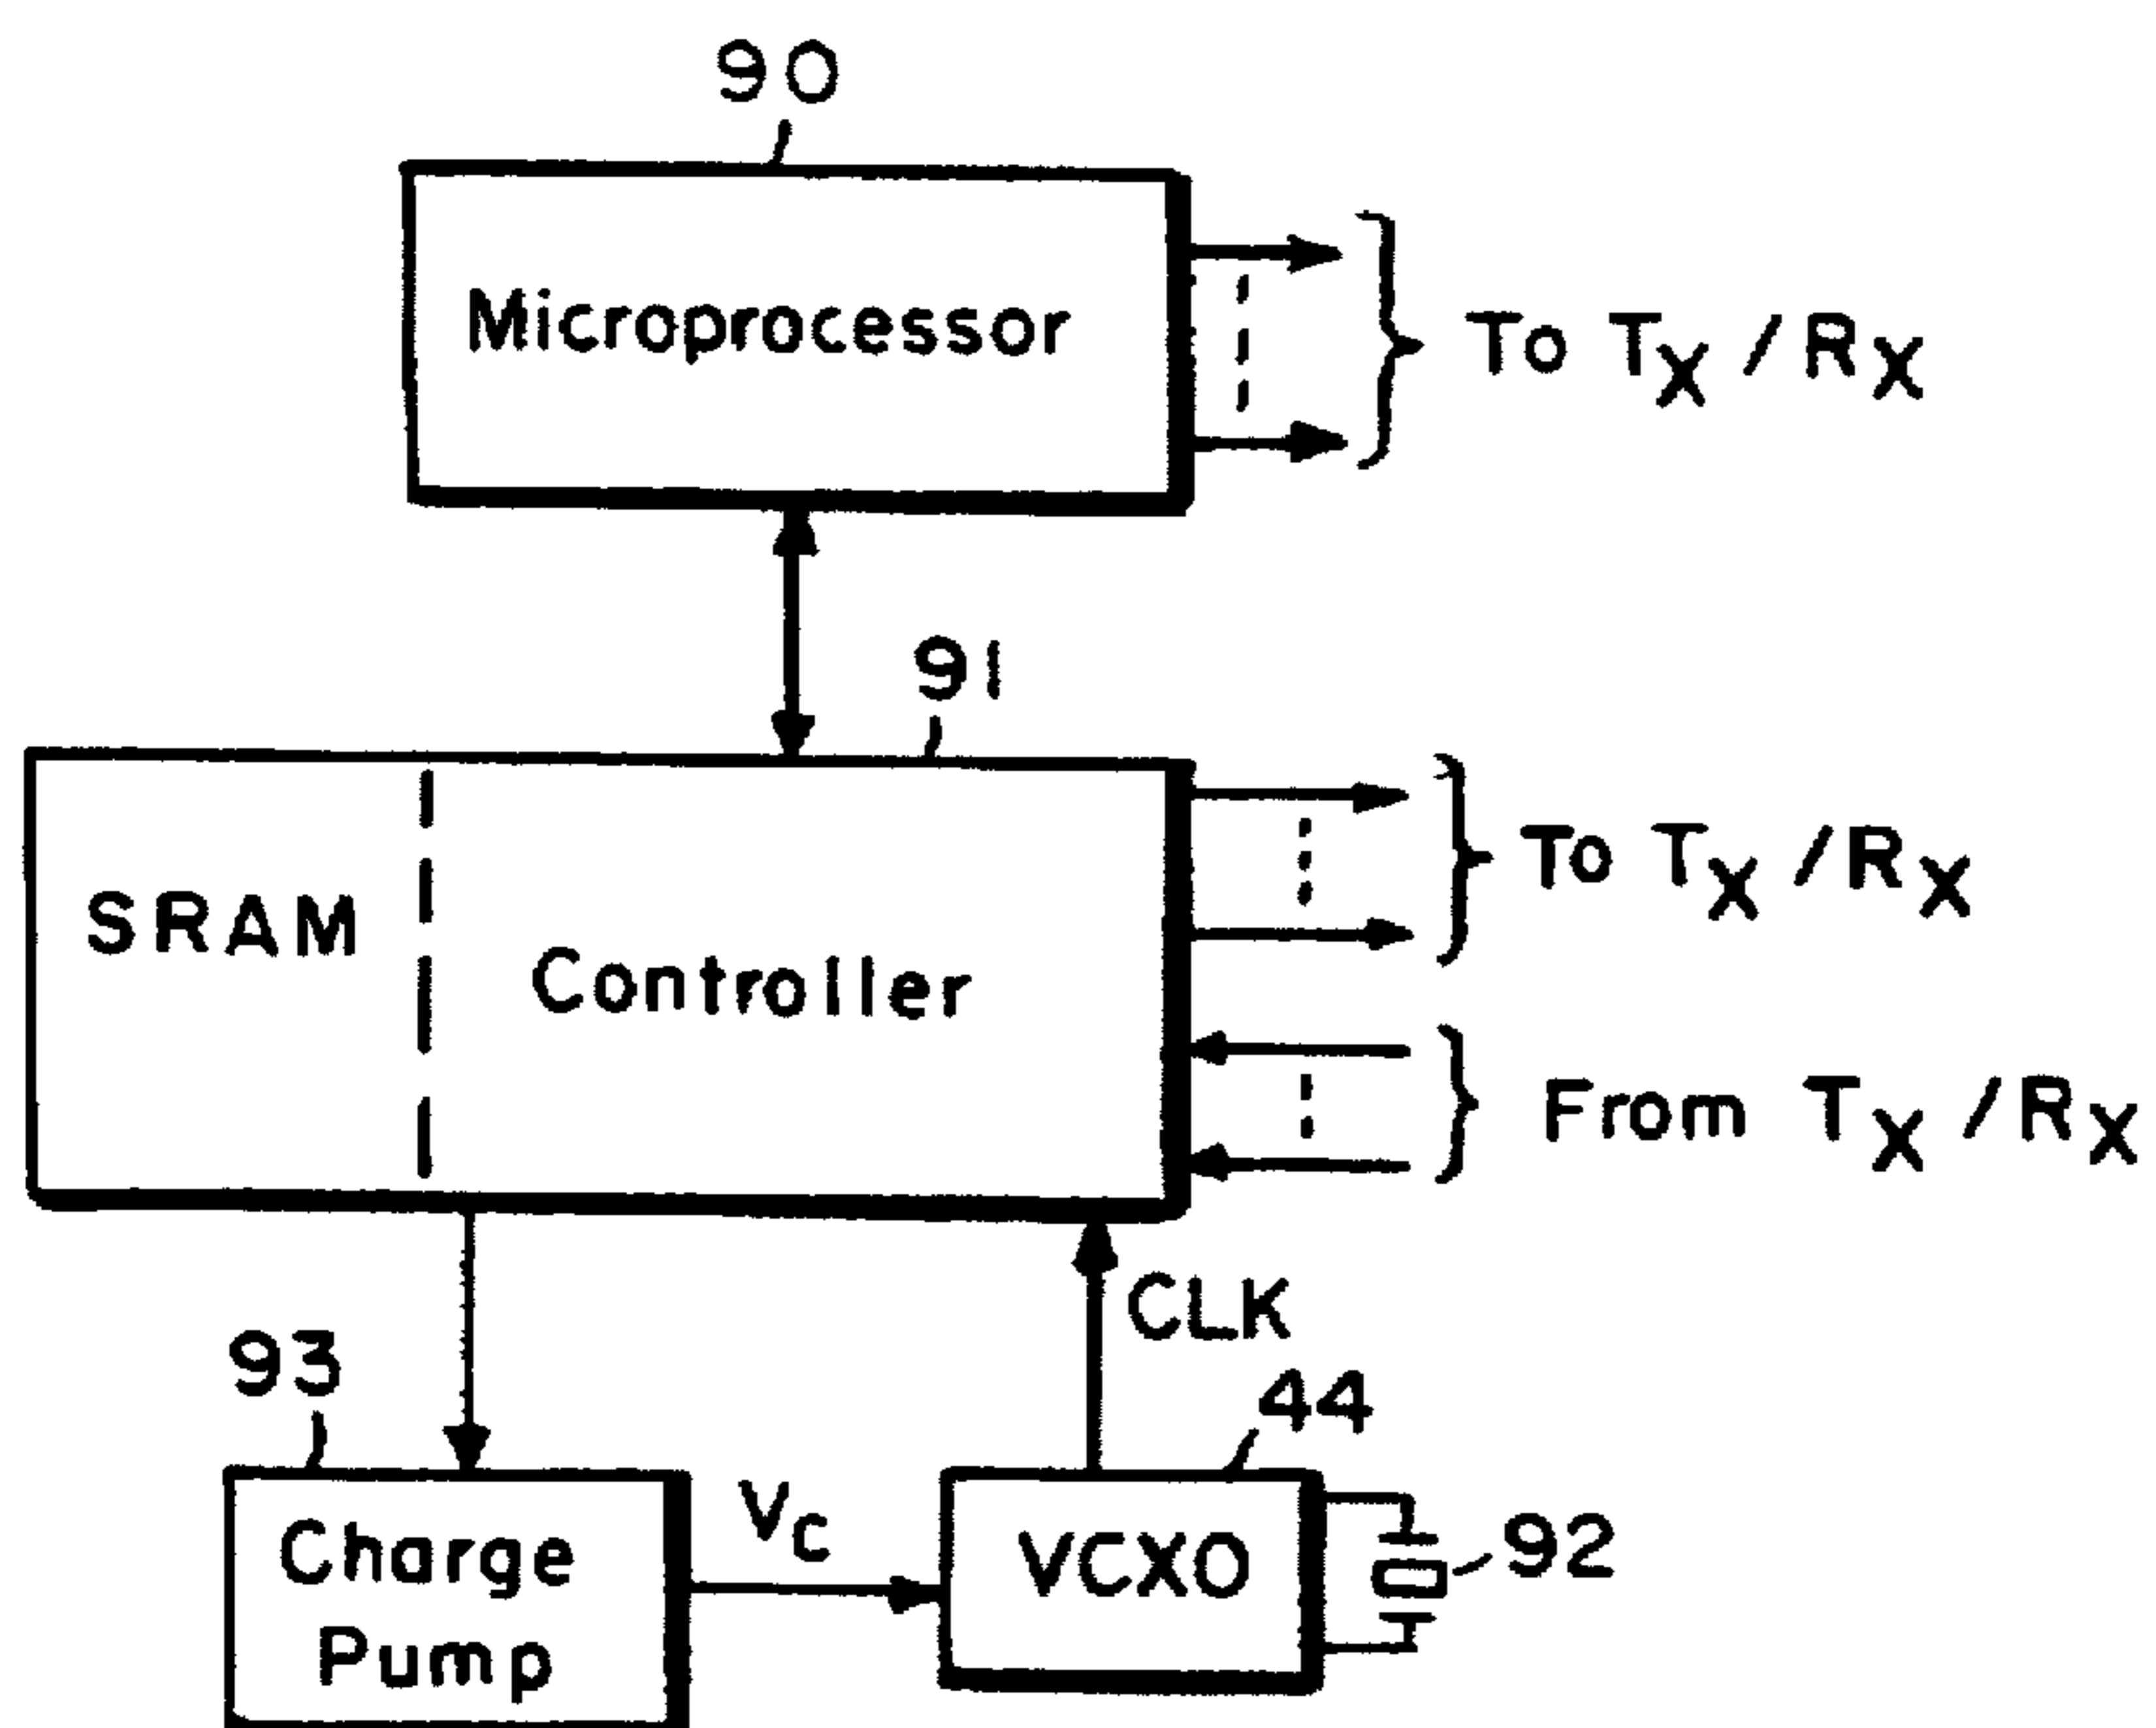 90
Microprocessor
To TX /RX
91
SRAM
Controller
To TX /RX
From TX /RX
CLK
93
44
Charge
Pump
VC
VCXO
92